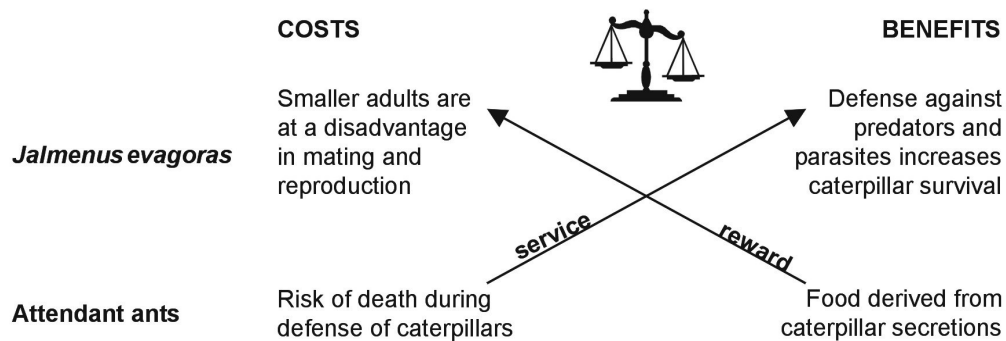 COSTS
BENEFITS
Smaller adults are
at a disadvantage
in mating and
reproduction
Defense against
predators and
parasites increases
caterpillar survival
Jalmenus evagoras
service
reward
Attendant ants
Risk of death during
defense of caterpillars
Food derived from
caterpillar secretions